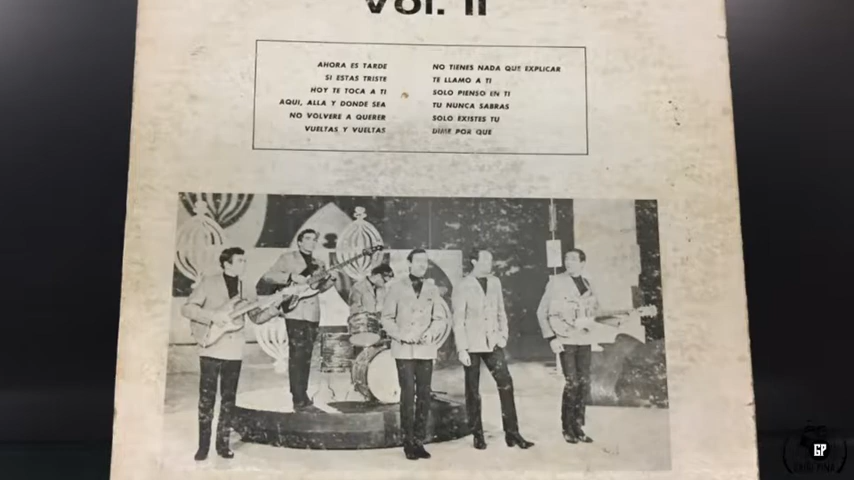 Vol. II
AHORA ES TARDE
SI ESTAS TRISTE
HOY TE TOCA A TI
AQUI, ALLA Y DONDE SEA
NO VOLVERE A QUERER
VUELTAS Y VUELTAS
NO TIENES NADA QUE EXPLICAR
TE LLAMO A TI
SOLO PIENSO EN TI
TU NUNCA SABRAS
SOLO EXISTES TU
DIME POR QUE
GP